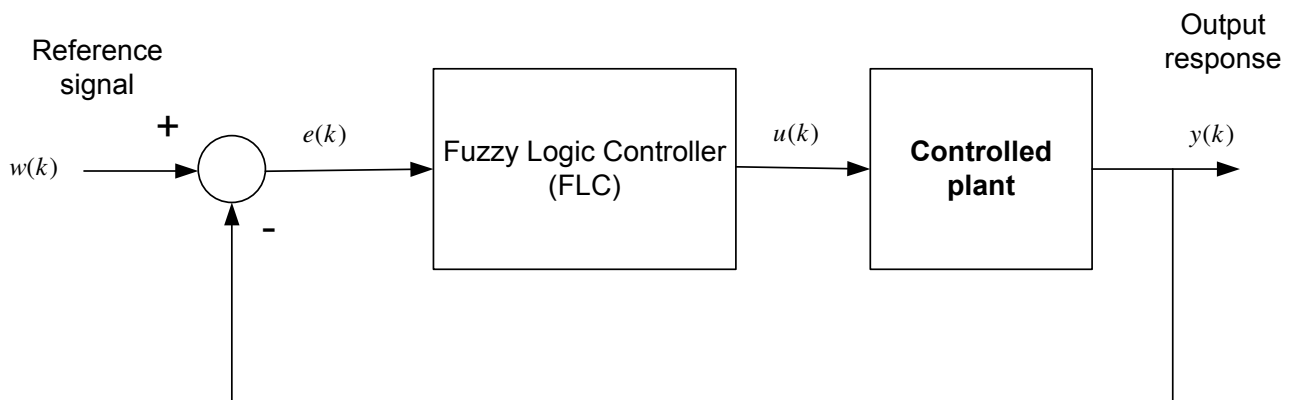 Reference
signal
w(k)
+
-
e(k)
Fuzzy Logic Controller
(FLC)
u(k)
Controlled
plant
Output
response
y(k)